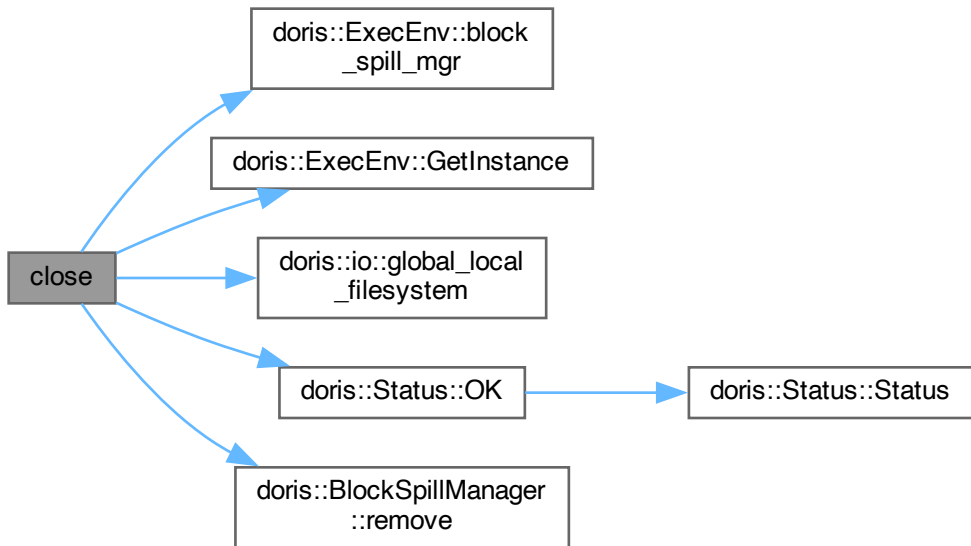 doris::ExecEnv::block
_spill_mgr
doris::ExecEnv::GetInstance
close
doris::io::global_local
_filesystem
doris::Status::OK
doris::Status::Status
doris::BlockSpillManager
::remove